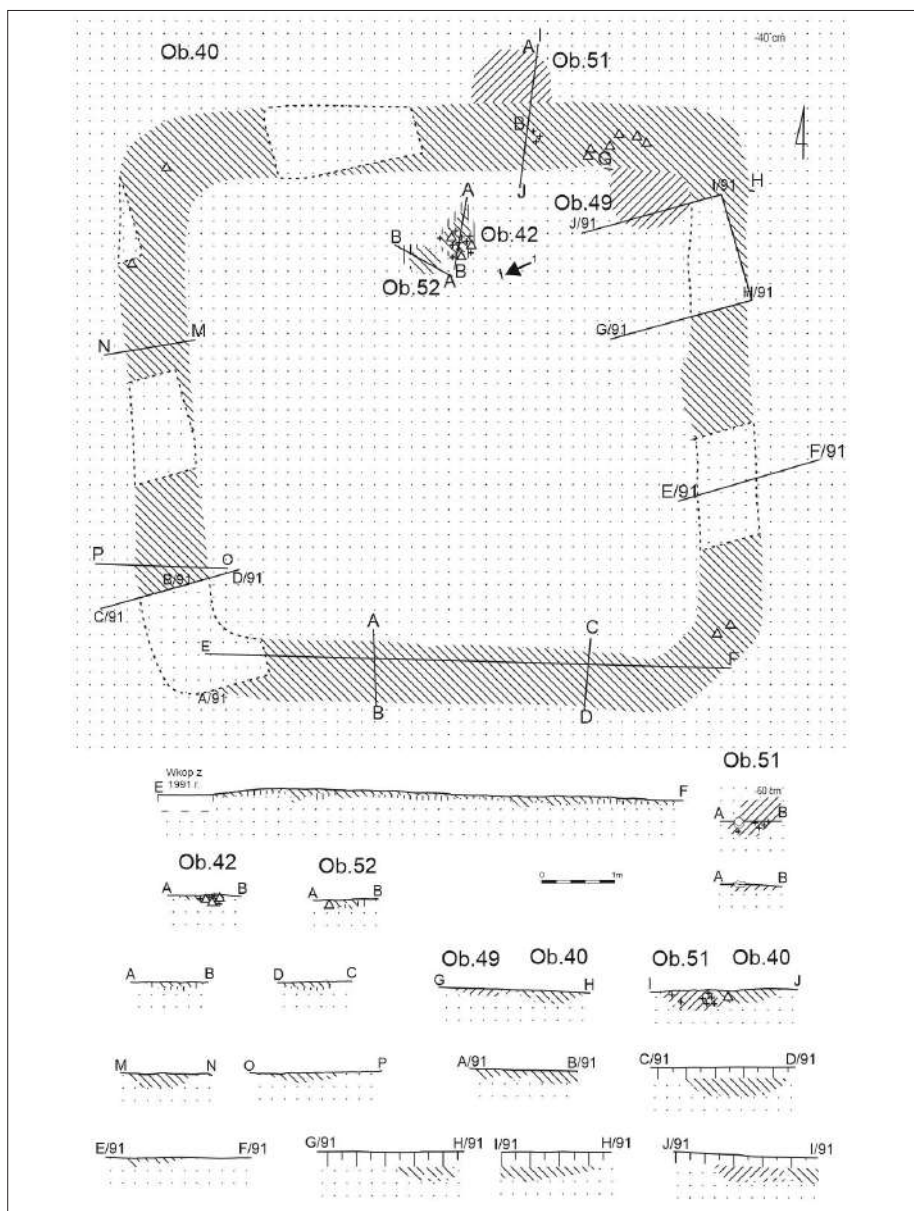 Ob.40
-40 cm
A I
Ob.51
B
G
J
H
I/91
Ob.49
J/91
A
B
Ob.42
B
A
Ob.52
H/91
G/91
N M
F/91
E/91
P O
B/91 D/91
C/91
A C
E F
A/91
B D
Wkop z
1991 r.
E F
Ob.51
-60 cm
A B
Ob.42 Ob.52
A B A B
0 1m
A B
Ob.49 Ob.40 Ob.51 Ob.40
A B D C G H I J
M N O P A/91 B/91 C/91 D/91
E/91 F/91 G/91 H/91 I/91 H/91 J/91 I/91